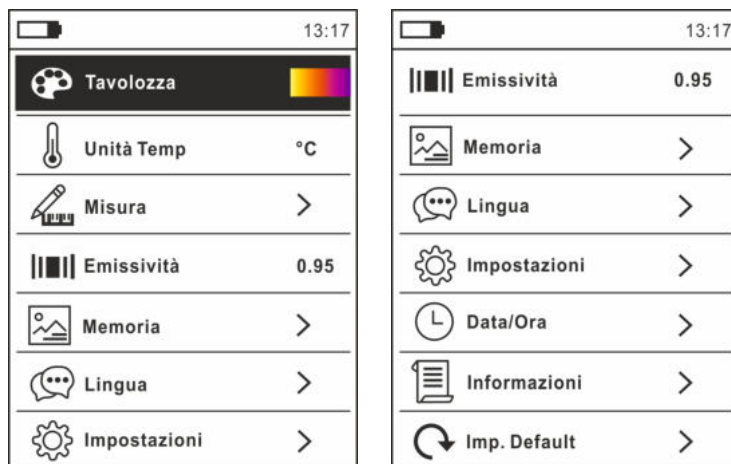 13:17
Tavolozza
Unità Temp °C
Misura
Emissività 0.95
Memoria
Lingua
Impostazioni
13:17
Emissività 0.95
Memoria
Lingua
Impostazioni
Data/Ora
Informazioni
Imp. Default